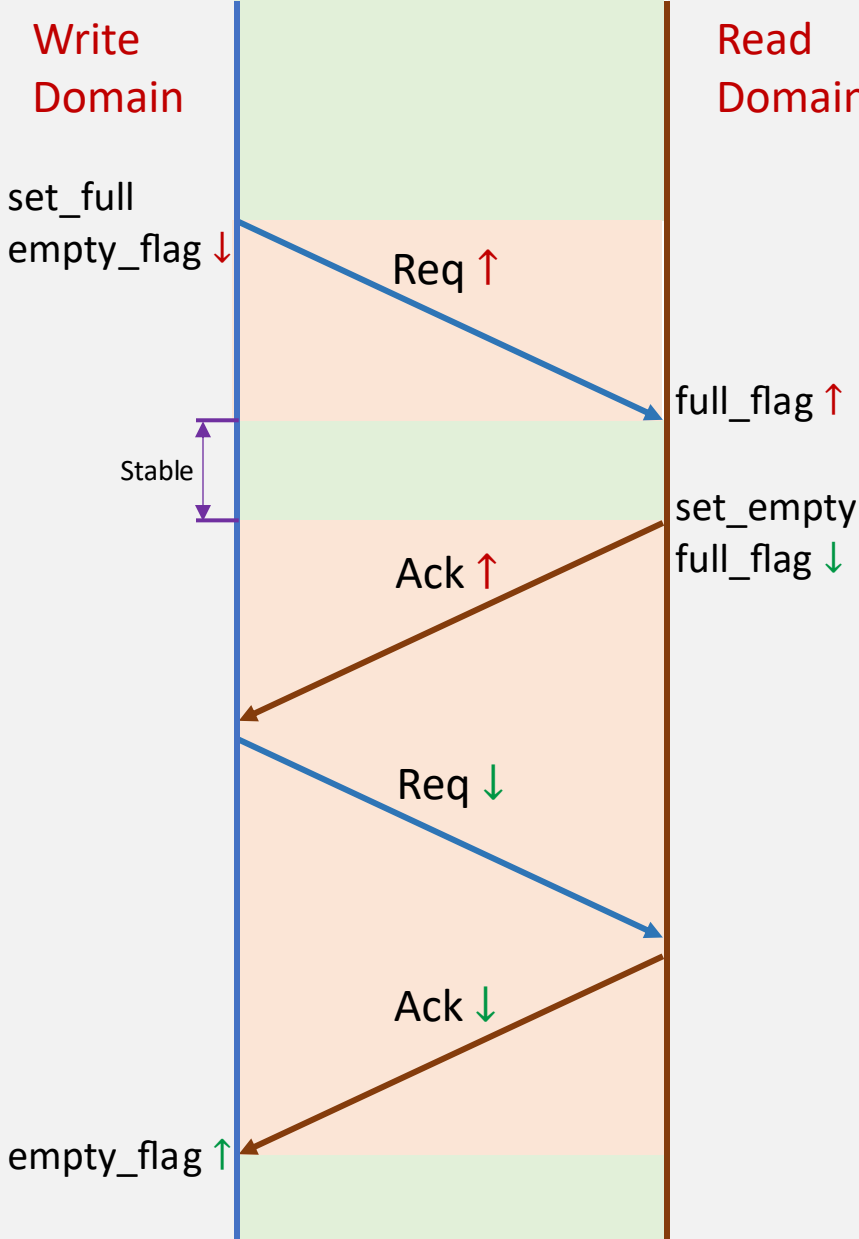 Write
Domain
Read
Domain
set_full
empty_flag ↓
Req ↑
full_flag ↑
Stable
set_empty
full_flag ↓
Ack ↑
Req ↓
Ack ↓
empty_flag ↑